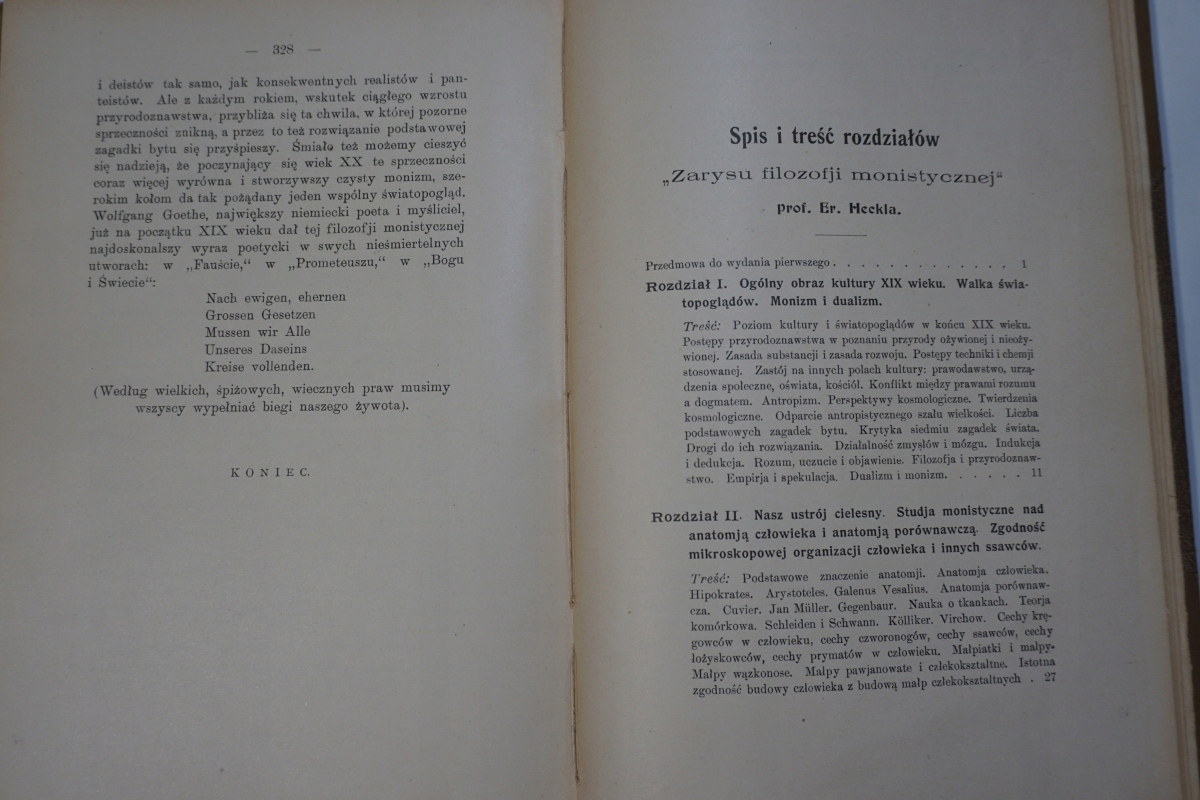 — 328 —
i deistów tak samo, jak konsekwentnych realistów i pan-
teistów. Ale z każdym rokiem, wskutek ciągłego wzrostu
przyrodoznawstwa, przybliża się ta chwila, w której pozorne
sprzeczności znikną, a przez to też rozwiązanie podstawowej
zagadki bytu się przyśpieszy. Śmiało też możemy cieszyć
się nadzieją, że poczynający się wiek XX te sprzeczności
coraz więcej wyrówna i stworzywszy czysty monizm, sze-
rokim kołom da tak pożądany jeden wspólny światopogląd.
Wolfgang Goethe, największy niemiecki poeta i myśliciel,
już na początku XIX wieku dał tej filozofji monistycznej
najdoskonalszy wyraz poetycki w swych nieśmiertelnych
utworach: w „Fauście,“ w „Prometeuszu,“ w „Bogu
i Świecie“:
Nach ewigen, ehernen
Grossen Gesetzen
Mussen wir Alle
Unseres Daseins
Kreise vollenden.
(Według wielkich, śpiżowych, wiecznych praw musimy
wszyscy wypełniać biegi naszego żywota).
KONIEC.
Spis i treść rozdziałów
„Zarysu filozofji monistycznej“
prof. Er. Heckla.
Przedmowa do wydania pierwszego . . . . . . . . . . . . . 1
Rozdział I. Ogólny obraz kultury XIX wieku. Walka świa-
topoglądów. Monizm i dualizm.
Treść: Poziom kultury i światopoglądów w końcu XIX wieku.
Postępy przyrodoznawstwa w poznaniu przyrody ożywionej i nieoży-
wionej. Zasada substancji i zasada rozwoju. Postępy techniki i chemji
stosowanej. Zastój na innych polach kultury: prawodawstwo, urzą-
dzenia społeczne, oświata, kościół. Konflikt między prawami rozumu
a dogmatem. Antropizm. Perspektywy kosmologiczne. Twierdzenia
kosmologiczne. Odparcie antropistycznego szału wielkości. Liczba
podstawowych zagadek bytu. Krytyka siedmiu zagadek świata.
Drogi do ich rozwiązania. Działalność zmysłów i mózgu. Indukcja
i dedukcja. Rozum, uczucie i objawienie. Filozofja i przyrodoznaw-
stwo. Empirja i spekulacja. Dualizm i monizm. . . . . . 11
Rozdział II. Nasz ustrój cielesny. Studja monistyczne nad
anatomją człowieka i anatomją porównawczą. Zgodność
mikroskopowej organizacji człowieka i innych ssawców.
Treść: Podstawowe znaczenie anatomji. Anatomja człowieka.
Hipokrates. Arystoteles. Galenus Vesalius. Anatomja porównaw-
cza. Cuvier. Jan Müller. Gegenbaur. Nauka o tkankach. Teorja
komórkowa. Schleiden i Schwann. Kölliker. Virchow. Cechy krę-
gowców w człowieku, cechy czworonogów, cechy ssawców, cechy
łożyskowców, cechy prymatów w człowieku. Małpiatki i małpy.
Małpy wązkonose. Małpy pawjanowate i człekokształtne. Istotna
zgodność budowy człowieka z budową małp człekokształtnych . 27